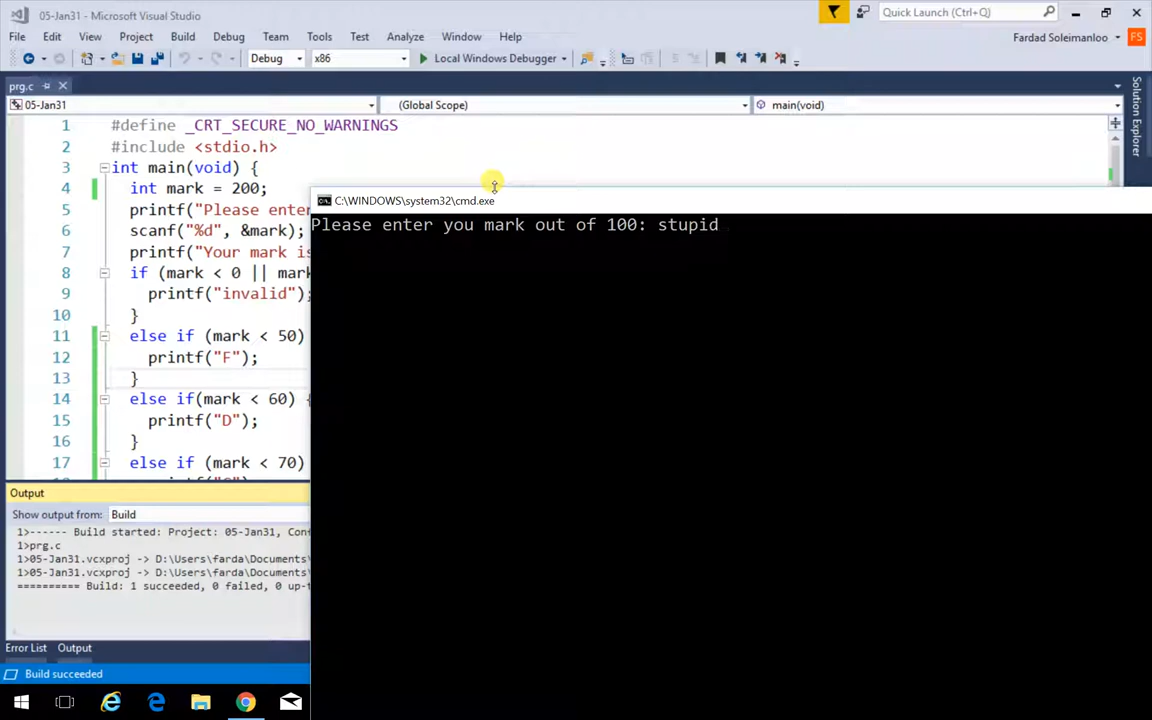 05-Jan31 - Microsoft Visual Studio
Quick Launch (Ctrl+Q)
File Edit View Project Build Debug Team Tools Test Analyze Window Help
Fardad Soleimanloo FS
Debug x86 Local Windows Debugger
prg.c
05-Jan31 (Global Scope) main(void)
Solution Explorer
1 #define _CRT_SECURE_NO_WARNINGS
2 #include <stdio.h>
3 int main(void) {
4 int mark = 200;
5 printf("Please enter
6 scanf("%d", &mark);
7 printf("Your mark is
8 if (mark < 0 || mark
9 printf("invalid");
10 }
11 else if (mark < 50)
12 printf("F");
13 }
14 else if(mark < 60) {
15 printf("D");
16 }
17 else if (mark < 70)
C:\WINDOWS\system32\cmd.exe
Please enter you mark out of 100: stupid
Output
Show output from: Build
1>------ Build started: Project: 05-Jan31, Con
1>prg.c
1>05-Jan31.vcxproj -> D:\Users\farda\Documents
1>05-Jan31.vcxproj -> D:\Users\farda\Documents
========== Build: 1 succeeded, 0 failed, 0 up-t
Error List Output
Build succeeded